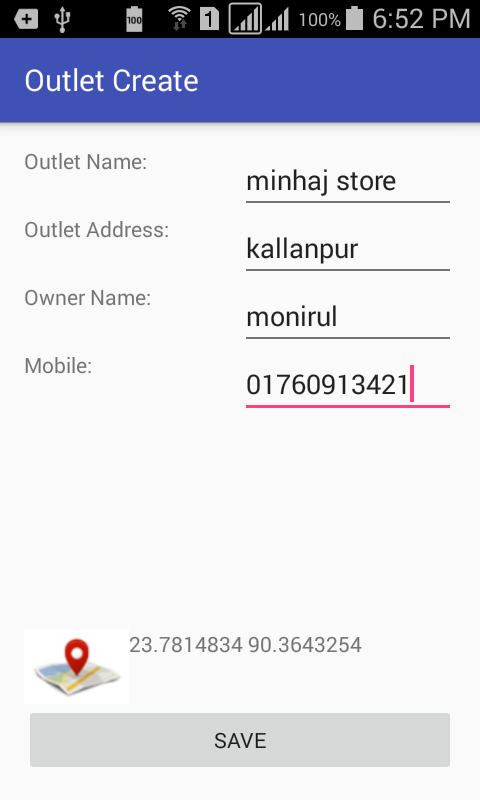 100 1 100% 6:52 PM
Outlet Create
Outlet Name: minhaj store
Outlet Address: kallanpur
Owner Name: monirul
Mobile: 01760913421
23.7814834 90.3643254
SAVE